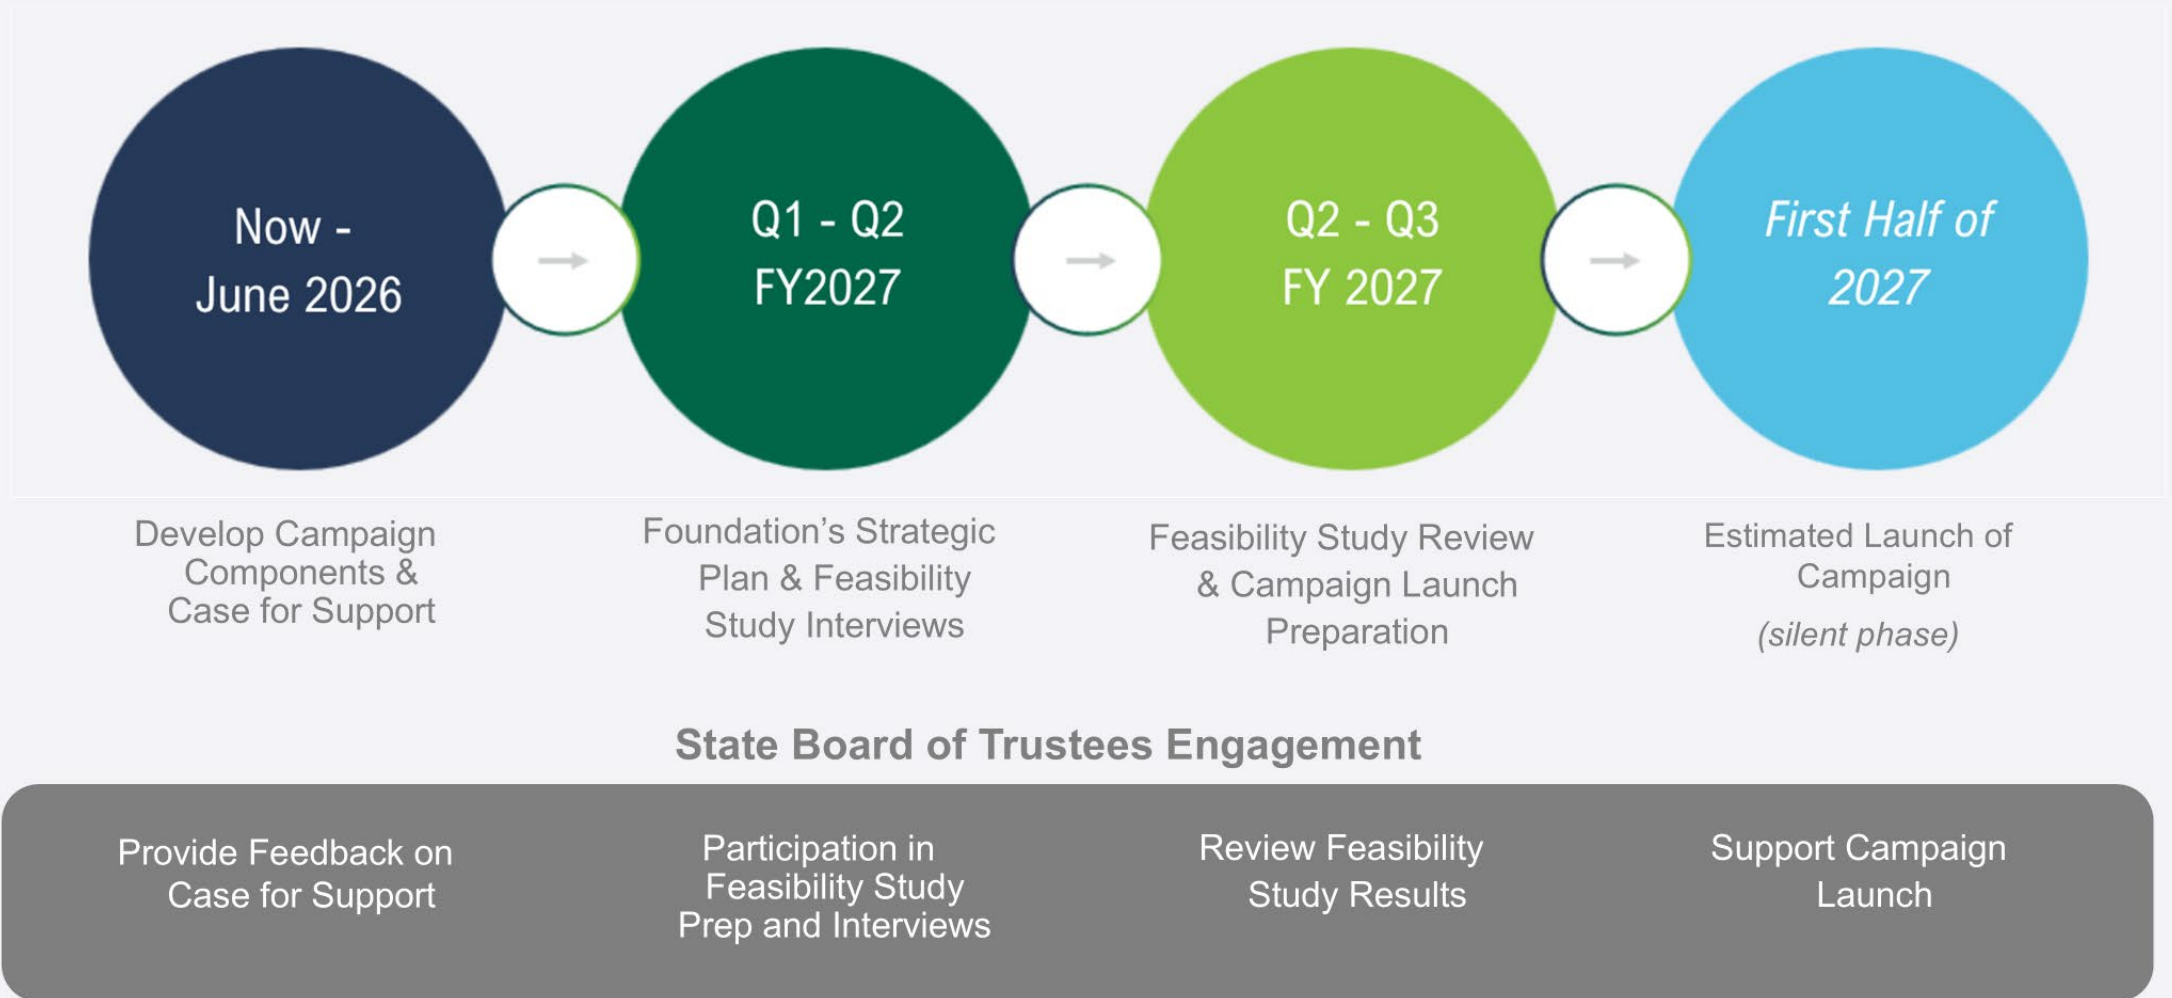 Now -
June 2026
Q1 - Q2
FY2027
Q2 - Q3
FY 2027
First Half of
2027
Develop Campaign
Components &
Case for Support
Foundation’s Strategic
Plan & Feasibility
Study Interviews
Feasibility Study Review
& Campaign Launch
Preparation
Estimated Launch of
Campaign
(silent phase)
State Board of Trustees Engagement
Provide Feedback on
Case for Support
Participation in
Feasibility Study
Prep and Interviews
Review Feasibility
Study Results
Support Campaign
Launch